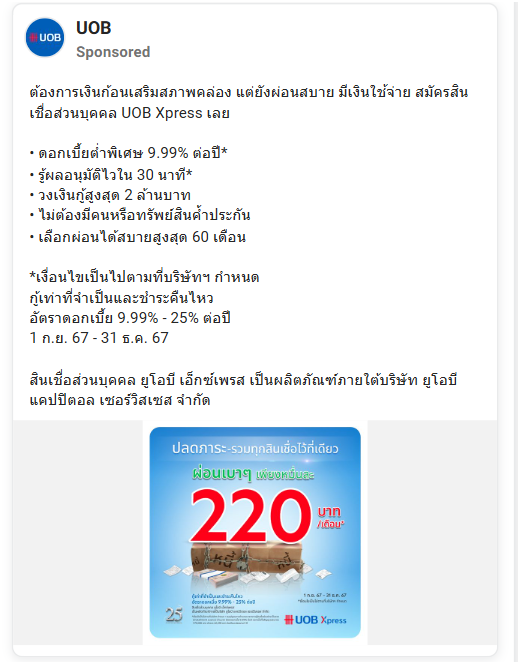 UOB
UOB
Sponsored
ต้องการเงินก้อนเสริมสภาพคล่อง แต่ยังผ่อนสบาย มีเงินใช้จ่าย สมัครสิน
เชื่อส่วนบุคคล UOB Xpress เลย
• ดอกเบี้ยต่ำพิเศษ 9.99% ต่อปี*
• รู้ผลอนุมัติไวใน 30 นาที*
• วงเงินกู้สูงสุด 2 ล้านบาท
• ไม่ต้องมีคนหรือทรัพย์สินค้ำประกัน
• เลือกผ่อนได้สบายสูงสุด 60 เดือน
*เงื่อนไขเป็นไปตามที่บริษัทฯ กำหนด
กู้เท่าที่จำเป็นและชำระคืนไหว
อัตราดอกเบี้ย 9.99% - 25% ต่อปี
1 ก.ย. 67 - 31 ธ.ค. 67
สินเชื่อส่วนบุคคล ยูโอบี เอ็กซ์เพรส เป็นผลิตภัณฑ์ภายใต้บริษัท ยูโอบี
แคปปิตอล เซอร์วิสเซส จำกัด
ปลดภาระ-รวมทุกสินเชื่อไว้ที่เดียว
ผ่อนเบาๆ เพียงหมื่นละ
220 บาท
/เดือน*
กู้เท่าที่จำเป็นและชำระคืนไหว
อัตราดอกเบี้ย 9.99% - 25% ต่อปี
1 ก.ย. 67 - 31 ธ.ค. 67
25
UOB Xpress